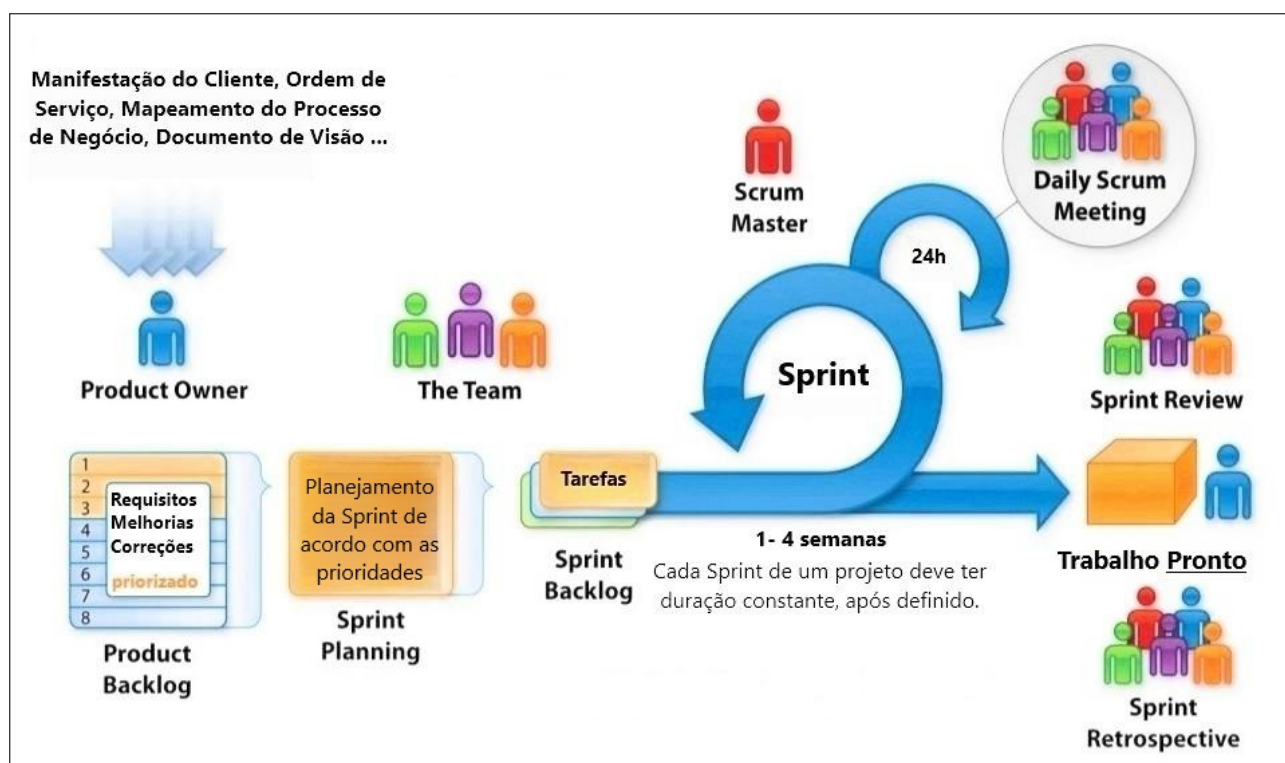 Manifestação do Cliente, Ordem de
Serviço, Mapeamento do Processo
de Negócio, Documento de Visão ...
Product Owner
The Team
Scrum
Master
Daily Scrum
Meeting
24h
Sprint
Sprint Review
1
2
3
4
5
6
7
8
Requisitos
Melhorias
Correções
priorizado
Product
Backlog
Planejamento
da Sprint de
acordo com as
prioridades
Sprint
Planning
Tarefas
Sprint
Backlog
1- 4 semanas
Cada Sprint de um projeto deve ter
duração constante, após definido.
Trabalho Pronto
Sprint
Retrospective